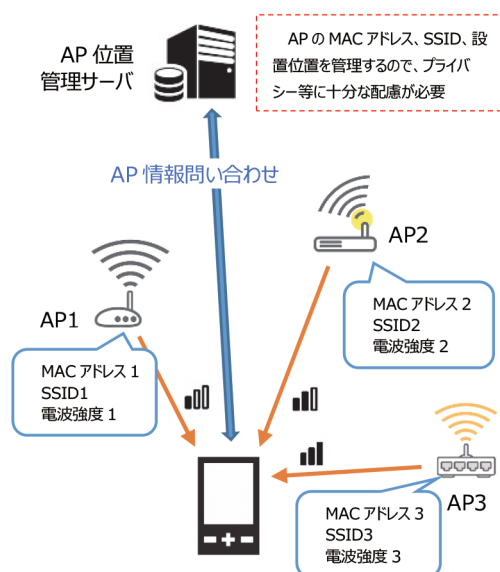 AP 位置
管理サーバ
AP の MAC アドレス、SSID、設
置位置を管理するので、プライバ
シー等に十分な配慮が必要
AP 情報問い合わせ
AP2
MAC アドレス 2
SSID2
電波強度 2
AP1
MAC アドレス 1
SSID1
電波強度 1
AP3
MAC アドレス 3
SSID3
電波強度 3